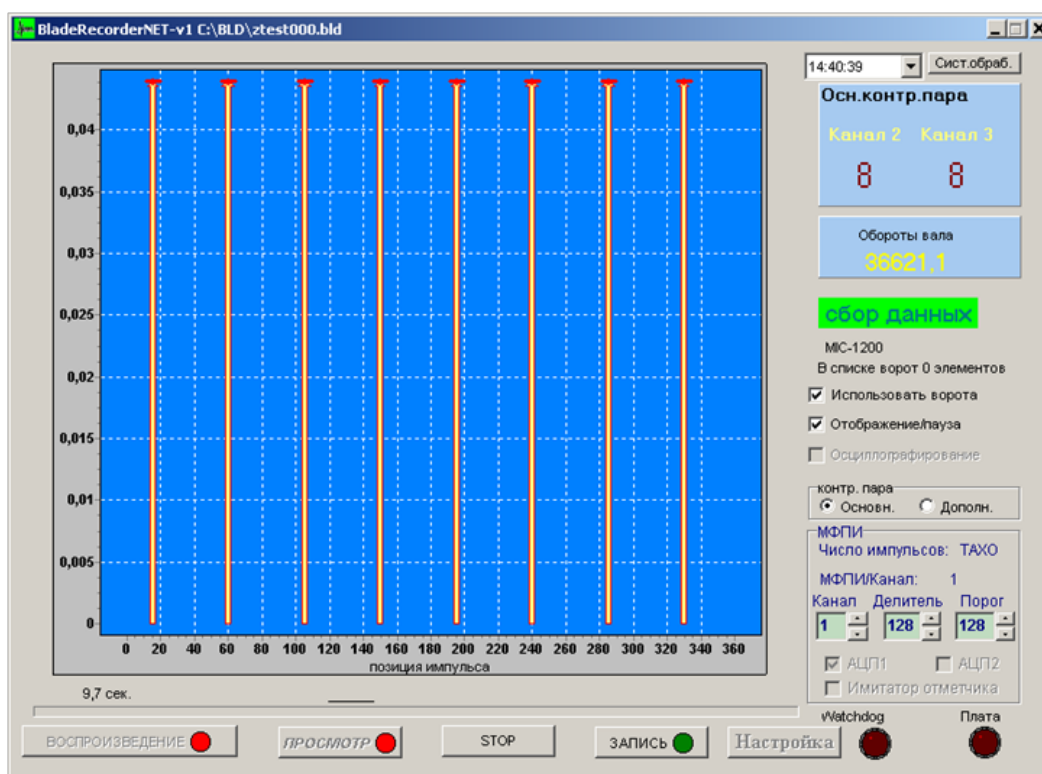 BladeRecorderNET-v1 C:\BLD\ztest000.bld
14:40:39 Сист.обраб.
Осн.контр.пара
Канал 2 Канал 3
8 8
Обороты вала
36621,1
сбор данных
MIC-1200
В списке ворот 0 элементов
Использовать ворота
Отображение/пауза
Осциллографирование
контр. пара
Основн. Дополн.
МФПИ
Число импульсов: ТАХО
МФПИ/Канал: 1
Канал Делитель Порог
1 128 128
АЦП1 АЦП2
Имитатор отметчика
Watchdog Плата
0,04
0,035
0,03
0,025
0,02
0,015
0,01
0,005
0
0 20 40 60 80 100 120 140 160 180 200 220 240 260 280 300 320 340 360
позиция импульса
9,7 сек.
ВОСПРОИЗВЕДЕНИЕ ПРОСМОТР STOP ЗАПИСЬ Настройка